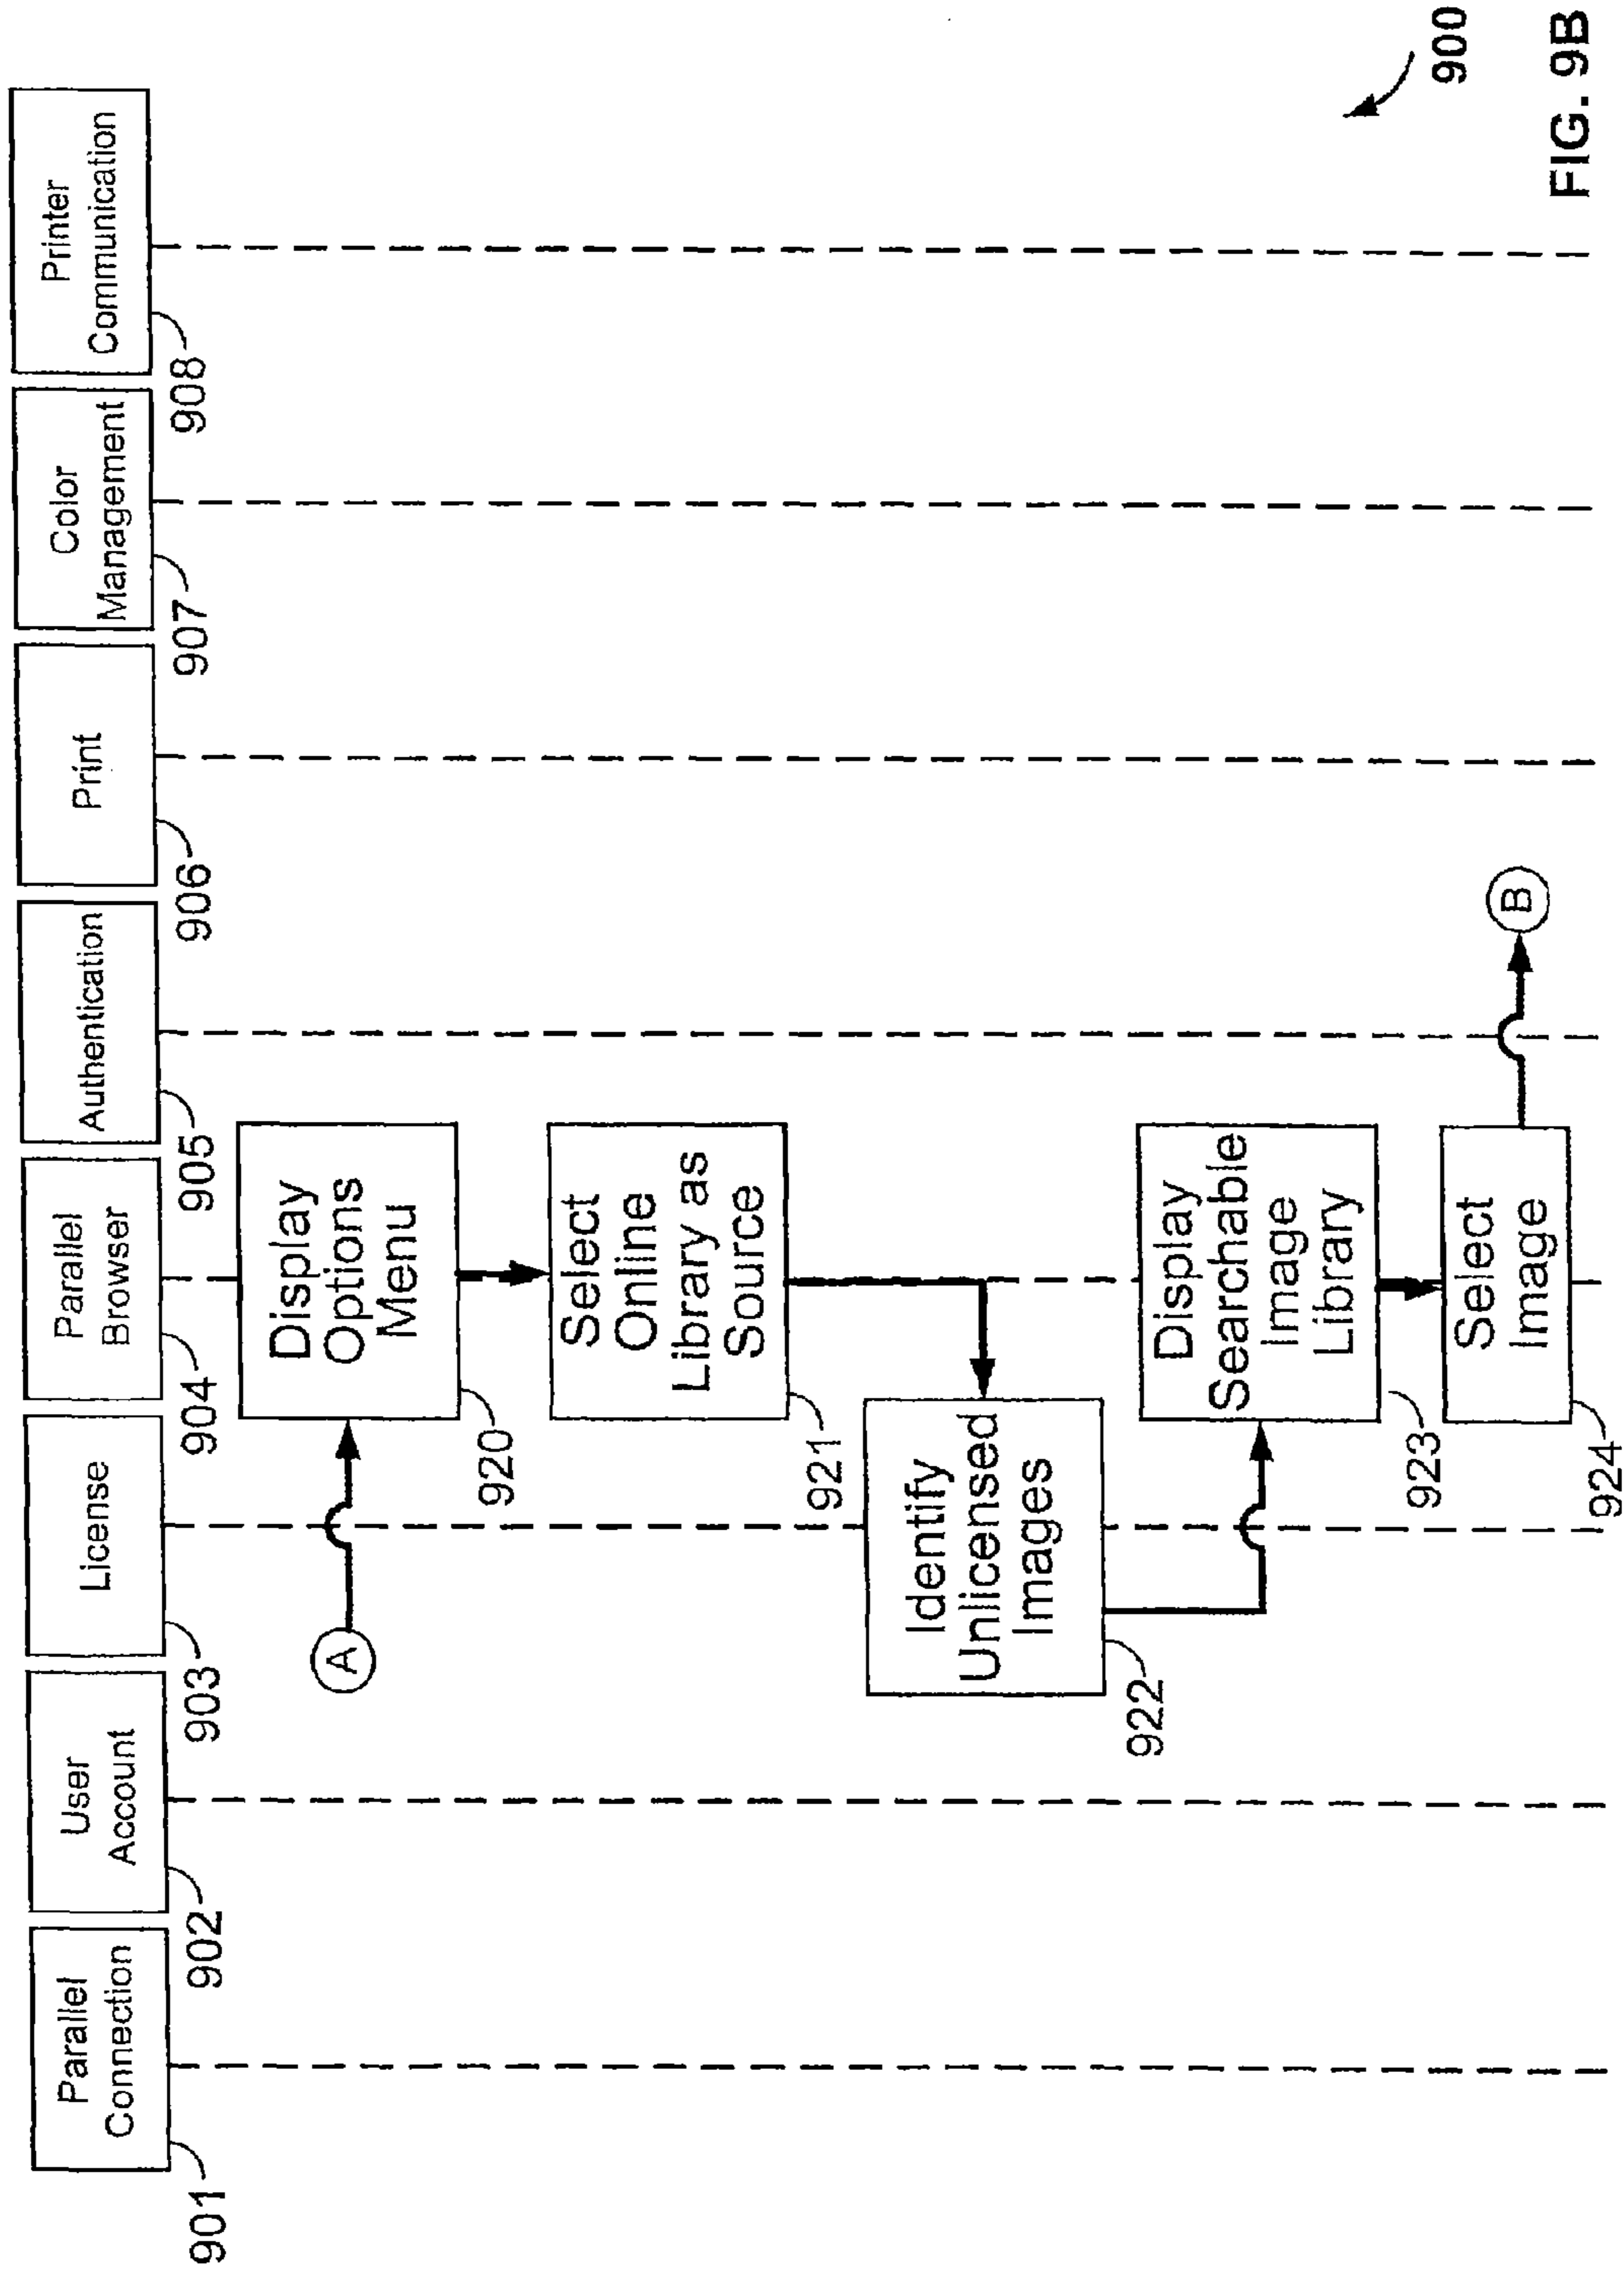 Parallel
Connection
User
Account
License
Parallel
Browser
Authentication
Print
Color
Management
Printer
Communication
901
902
903
904
905
906
907
908
A
Display
Options
Menu
920
Select
Online
Library as
Source
921
Identify
Unlicensed
Images
922
Display
Searchable
Image
Library
923
Select
Image
924
B
900
FIG. 9B